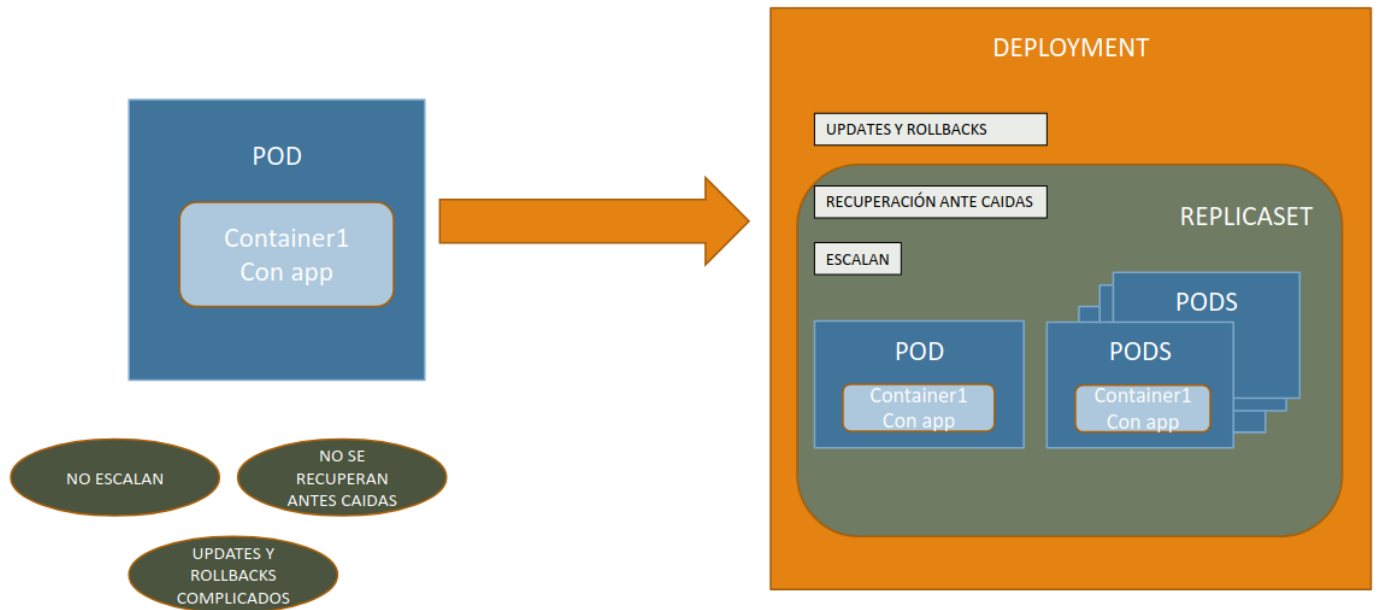 POD
Container1
Con app
NO ESCALAN
NO SE
RECUPERAN
ANTES CAIDAS
UPDATES Y
ROLLBACKS
COMPLICADOS
DEPLOYMENT
UPDATES Y ROLLBACKS
RECUPERACIÓN ANTE CAIDAS
REPLICASET
ESCALAN
POD
Container1
Con app
PODS
PODS
Container1
Con app